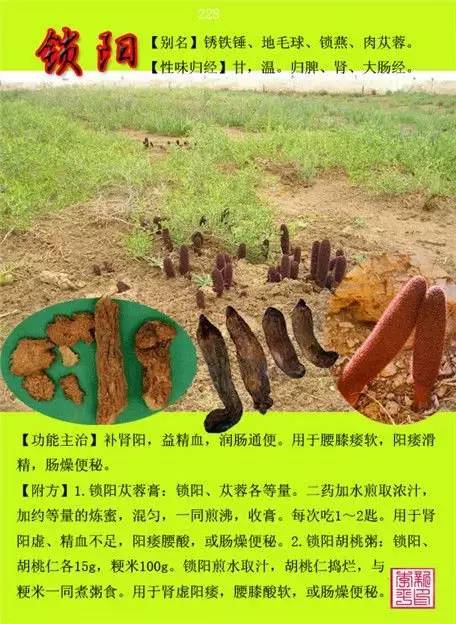 228
锁阳
【别名】锈铁锤、地毛球、锁燕、肉苁蓉。
【性味归经】甘，温。归脾、肾、大肠经。
【功能主治】补肾阳，益精血，润肠通便。用于腰膝痿软，阳痿滑
精，肠燥便秘。
【附方】1.锁阳苁蓉膏：锁阳、苁蓉各等量。二药加水煎取浓汁，
加约等量的炼蜜，混匀，一同煎沸，收膏。每次吃1～2匙。用于肾
阳虚、精血不足，阳痿腰酸，或肠燥便秘。2.锁阳胡桃粥：锁阳、
胡桃仁各15g，粳米100g。锁阳煎水取汁，胡桃仁捣烂，与
粳米一同煮粥食。用于肾虚阳痿，腰膝酸软，或肠燥便秘。